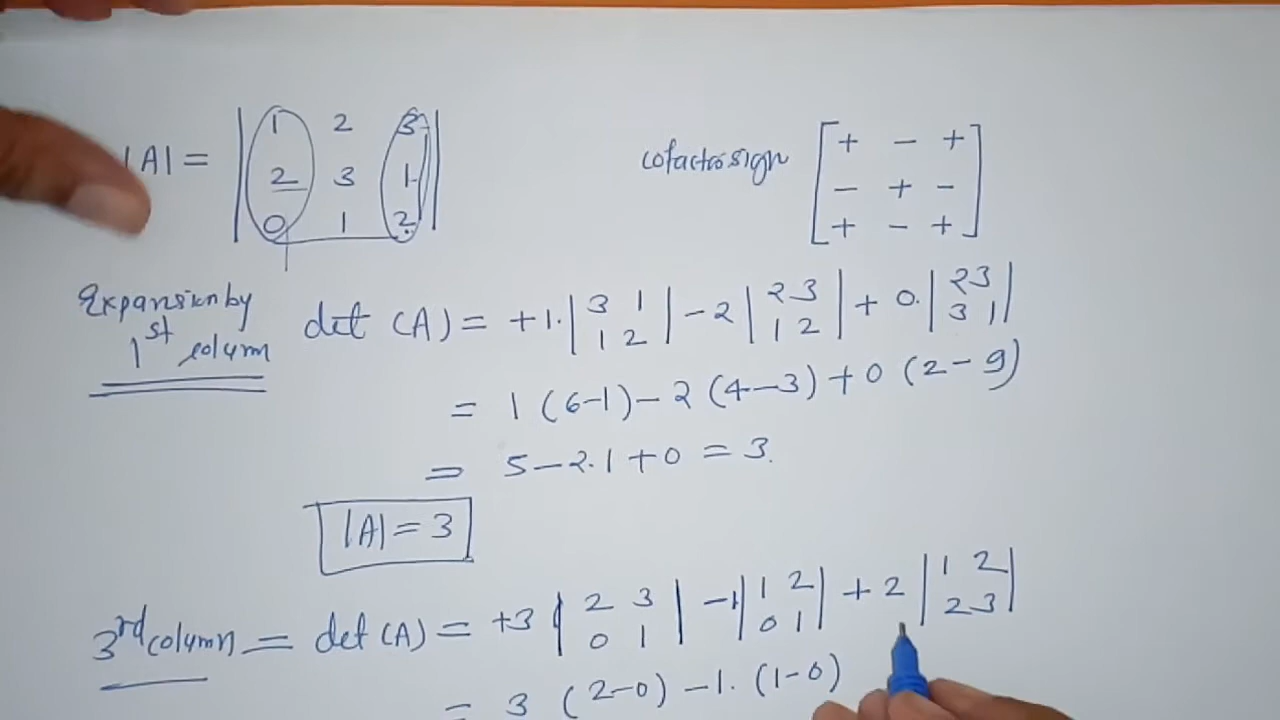 |A| = | 1 2 3 |
| 2 3 1 |
| 0 1 2 |
cofactor sign [ + - + ]
[ - + - ]
[ + - + ]
Expansion by
1st column
det (A) = +1. | 3 1 | - 2 | 2 3 | + 0. | 2 3 |
| 1 2 | | 1 2 | | 3 1 |
= 1 (6-1) - 2 (4-3) + 0 (2-9)
= 5-2.1+0 = 3.
|A| = 3
3rd column = det (A) = +3 | 2 3 | -1 | 1 2 | + 2 | 1 2 |
| 0 1 | | 0 1 | | 2 3 |
= 3 (2-0) -1. (1-0)